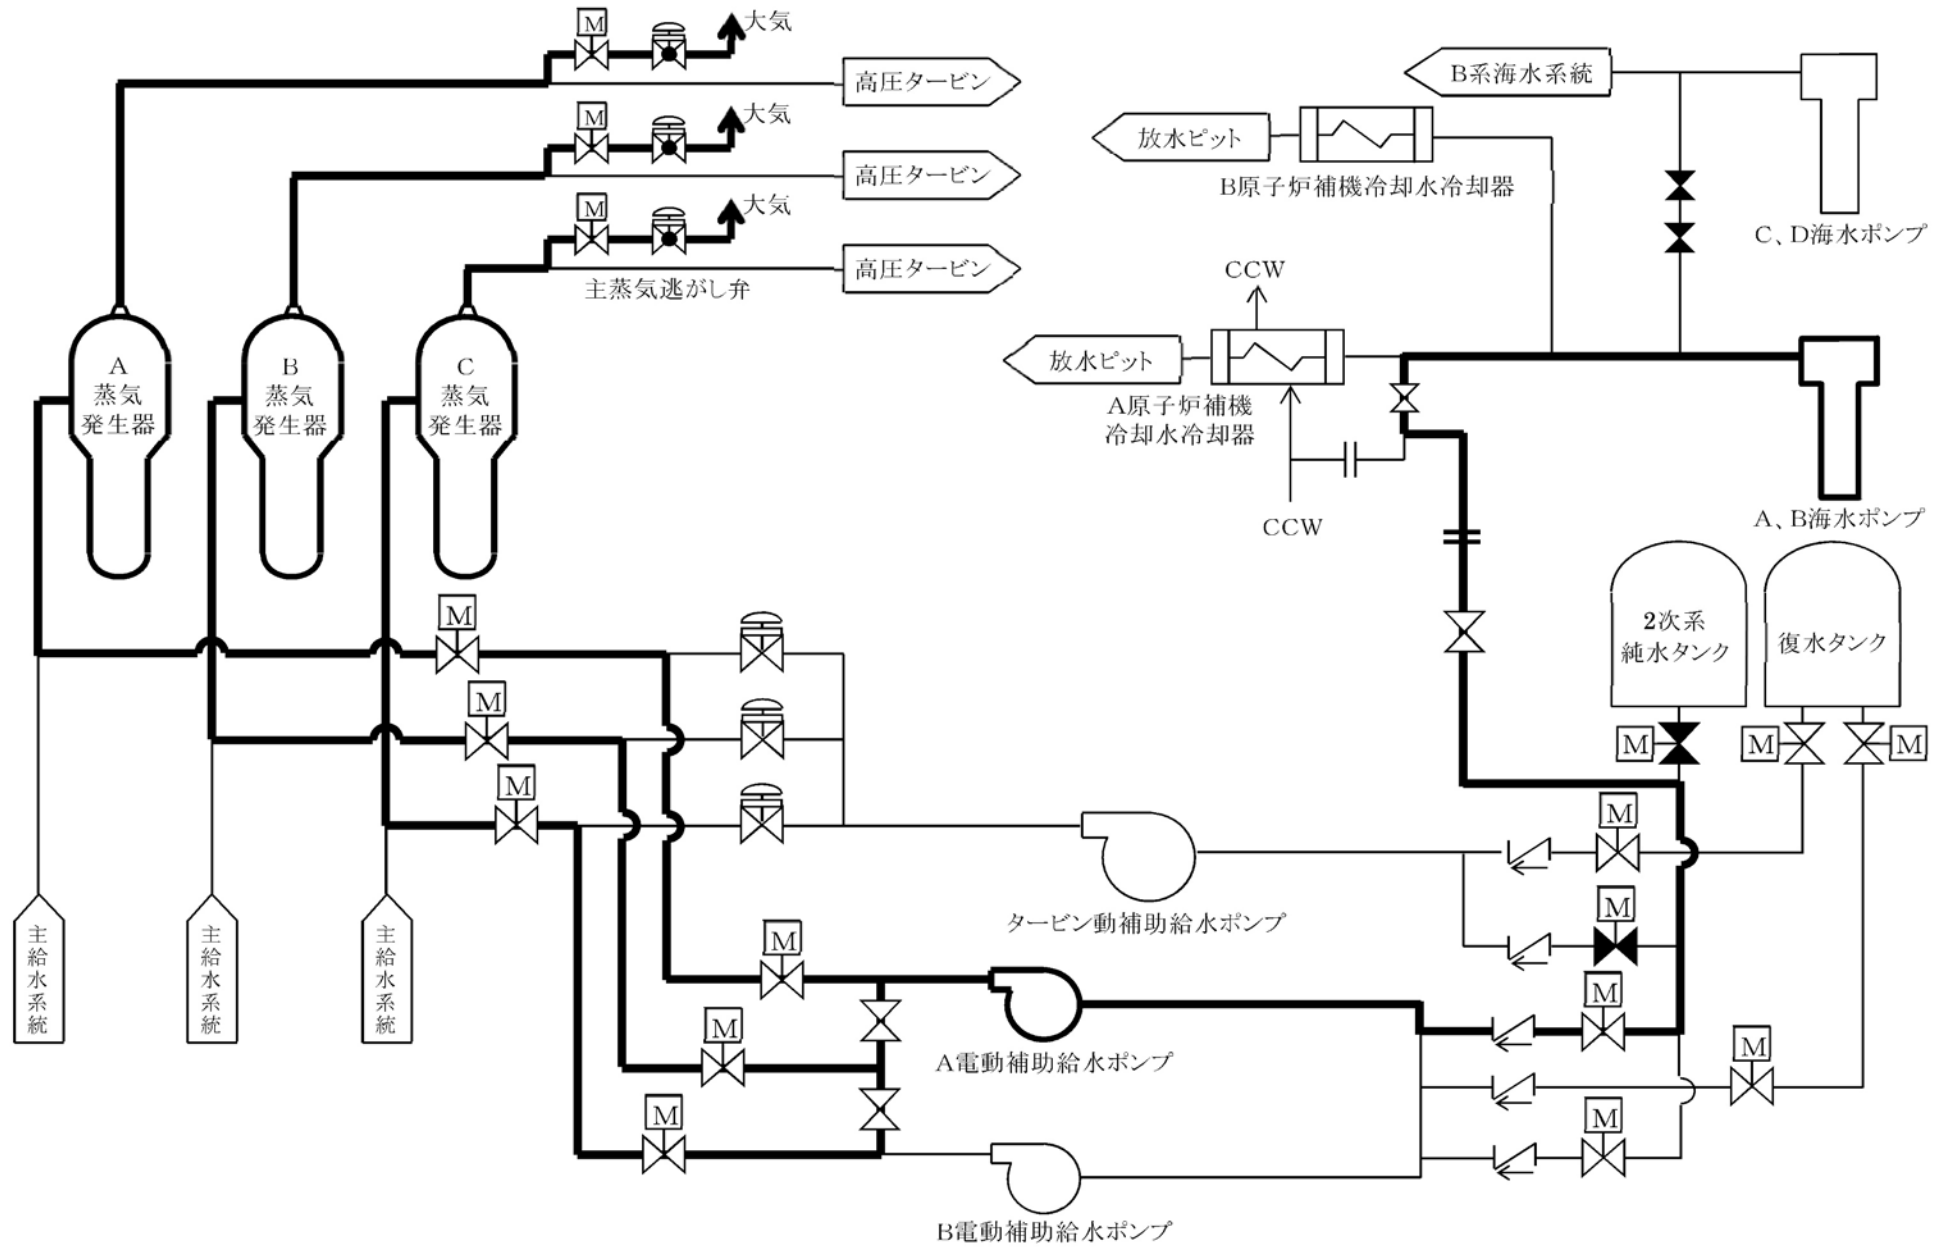 M
大気
高圧タービン
M
大気
高圧タービン
M
大気
高圧タービン
主蒸気逃がし弁
B系海水系統
放水ピット
B原子炉補機冷却水冷却器
C、D海水ポンプ
CCW
放水ピット
A原子炉補機
冷却水冷却器
CCW
A、B海水ポンプ
A
蒸気
発生器
B
蒸気
発生器
C
蒸気
発生器
2次系
純水タンク
復水タンク
M
M
M
M
M
M
M
M
タービン動補助給水ポンプ
主給水系統
主給水系統
主給水系統
M
M
M
A電動補助給水ポンプ
M
M
M
M
B電動補助給水ポンプ